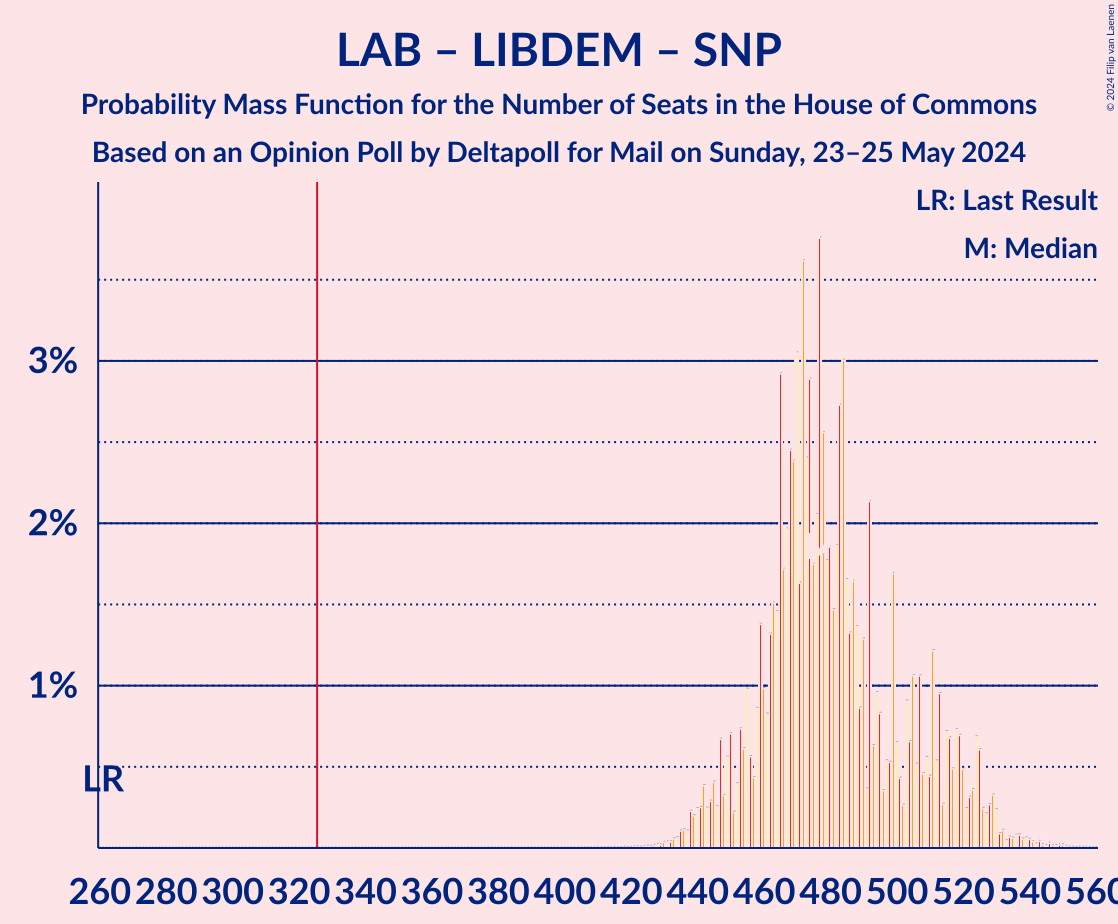 LAB – LIBDEM – SNP
Probability Mass Function for the Number of Seats in the House of Commons
Based on an Opinion Poll by Deltapoll for Mail on Sunday, 23–25 May 2024
© 2024 Filip van Laenen
LR: Last Result
M: Median
3%
2%
1%
LR
260 280 300 320 340 360 380 400 420 440 460 480 500 520 540 560